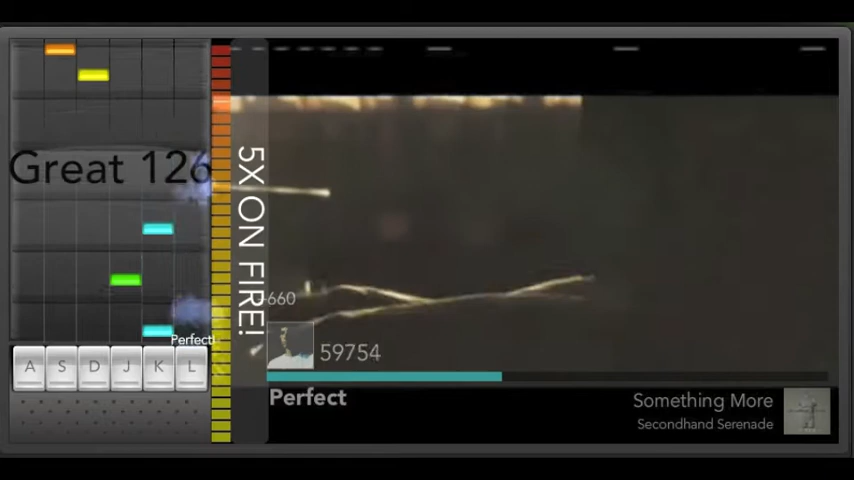 Great 126
5X ON FIRE!
-660
Perfect!
59754
A S D J K L
Perfect
Something More
Secondhand Serenade